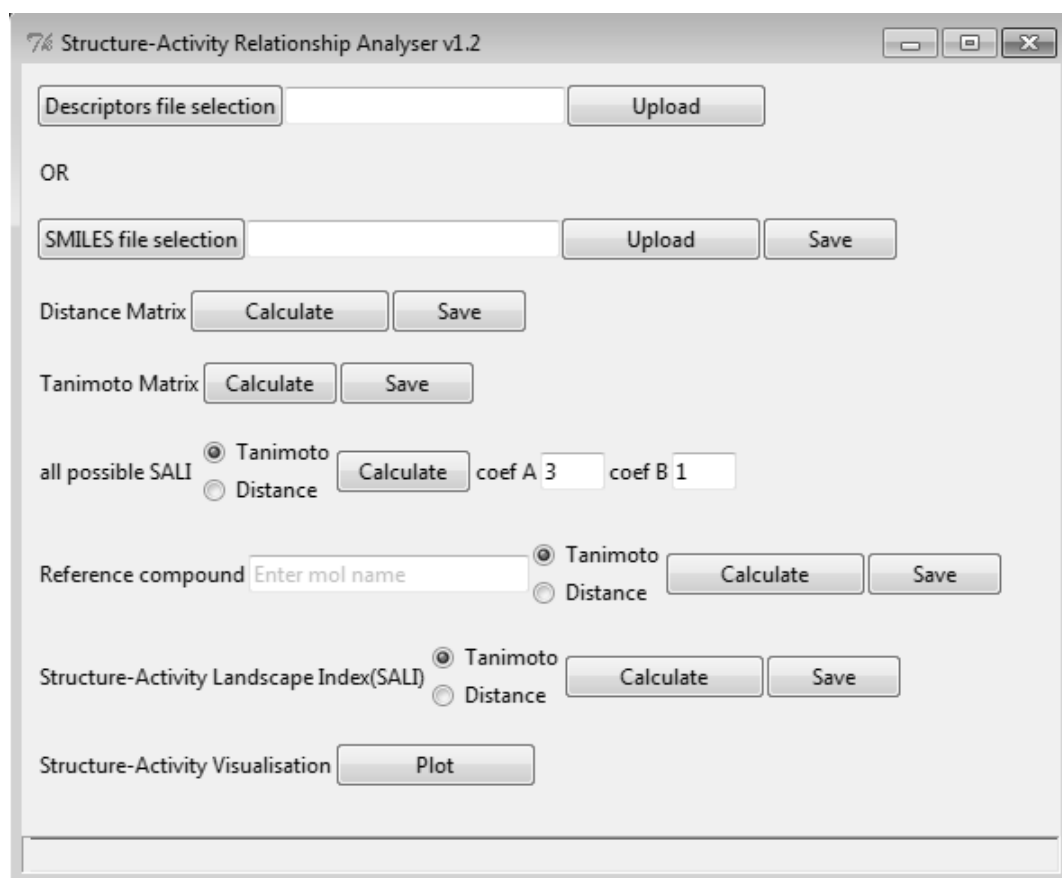 Structure-Activity Relationship Analyser v1.2
Descriptors file selection Upload
OR
SMILES file selection Upload Save
Distance Matrix Calculate Save
Tanimoto Matrix Calculate Save
all possible SALI Tanimoto Distance Calculate coef A 3 coef B 1
Reference compound Enter mol name Tanimoto Distance Calculate Save
Structure-Activity Landscape Index(SALI) Tanimoto Distance Calculate Save
Structure-Activity Visualisation Plot